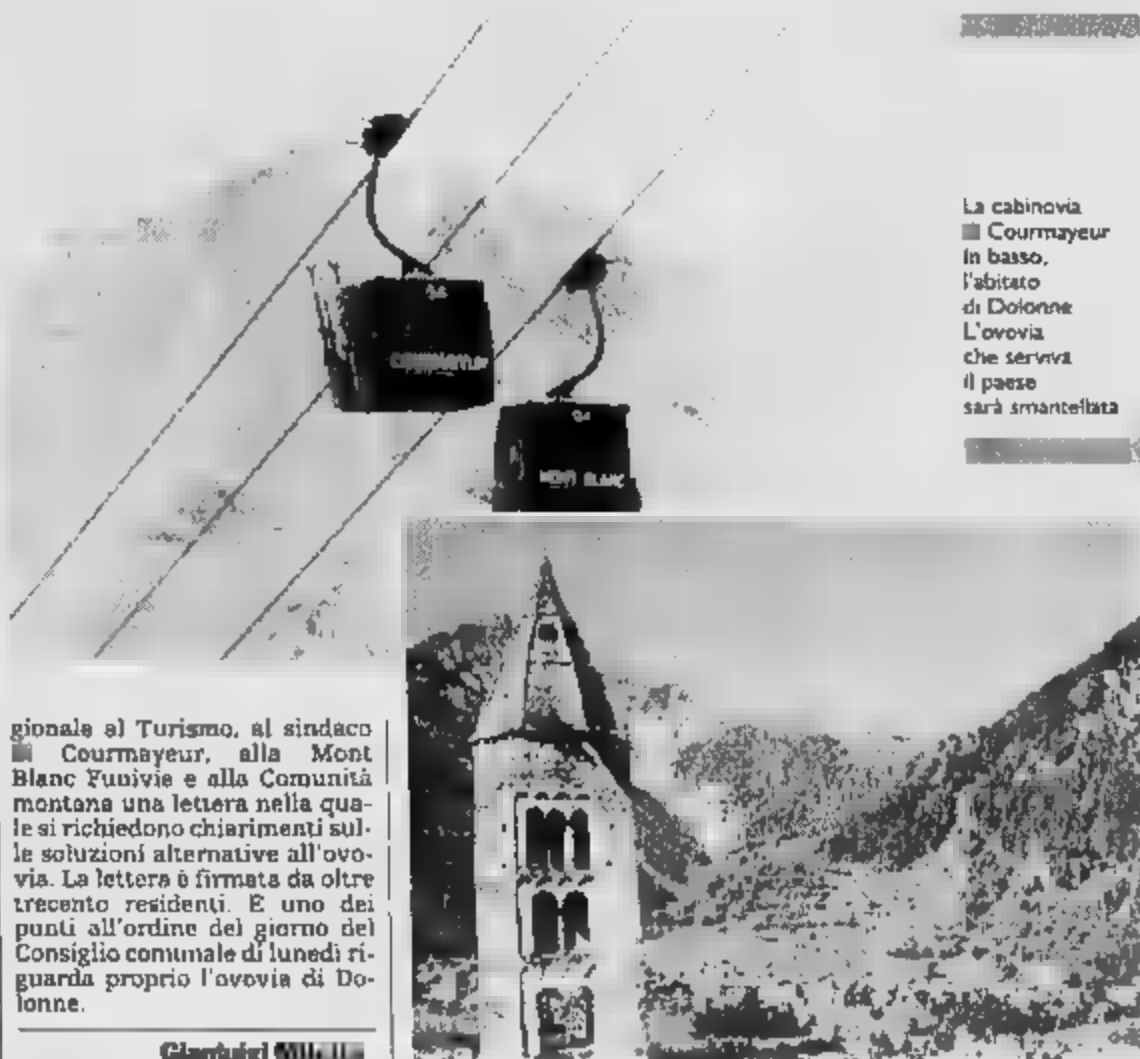 La cabinovia
Courmayeur
In basso,
l'abitato
di Dolonne
L'ovovia
che serviva
il paese
sarà smantellata
COURMAYEUR
MONT BLANC
gionale al Turismo, al sindaco
Courmayeur, alla Mont
Blanc Funivie e alla Comunità
montana una lettera nella qua-
le si richiedono chiarimenti sul-
le soluzioni alternative all'ovo-
via. La lettera è firmata da oltre
trecento residenti. E uno dei
punti all'ordine del giorno del
Consiglio comunale di lunedì ri-
guarda proprio l'ovovia di Do-
lonne.
Gianluigi